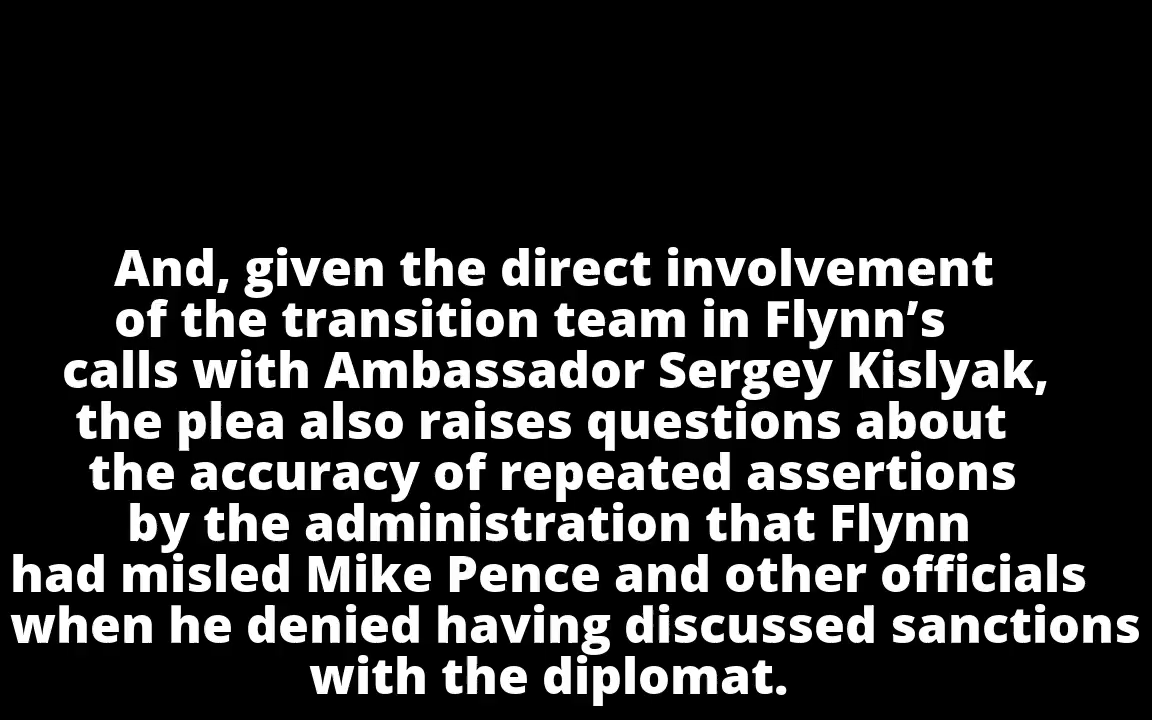 And, given the direct involvement
of the transition team in Flynn’s
calls with Ambassador Sergey Kislyak,
the plea also raises questions about
the accuracy of repeated assertions
by the administration that Flynn
had misled Mike Pence and other officials
when he denied having discussed sanctions
with the diplomat.